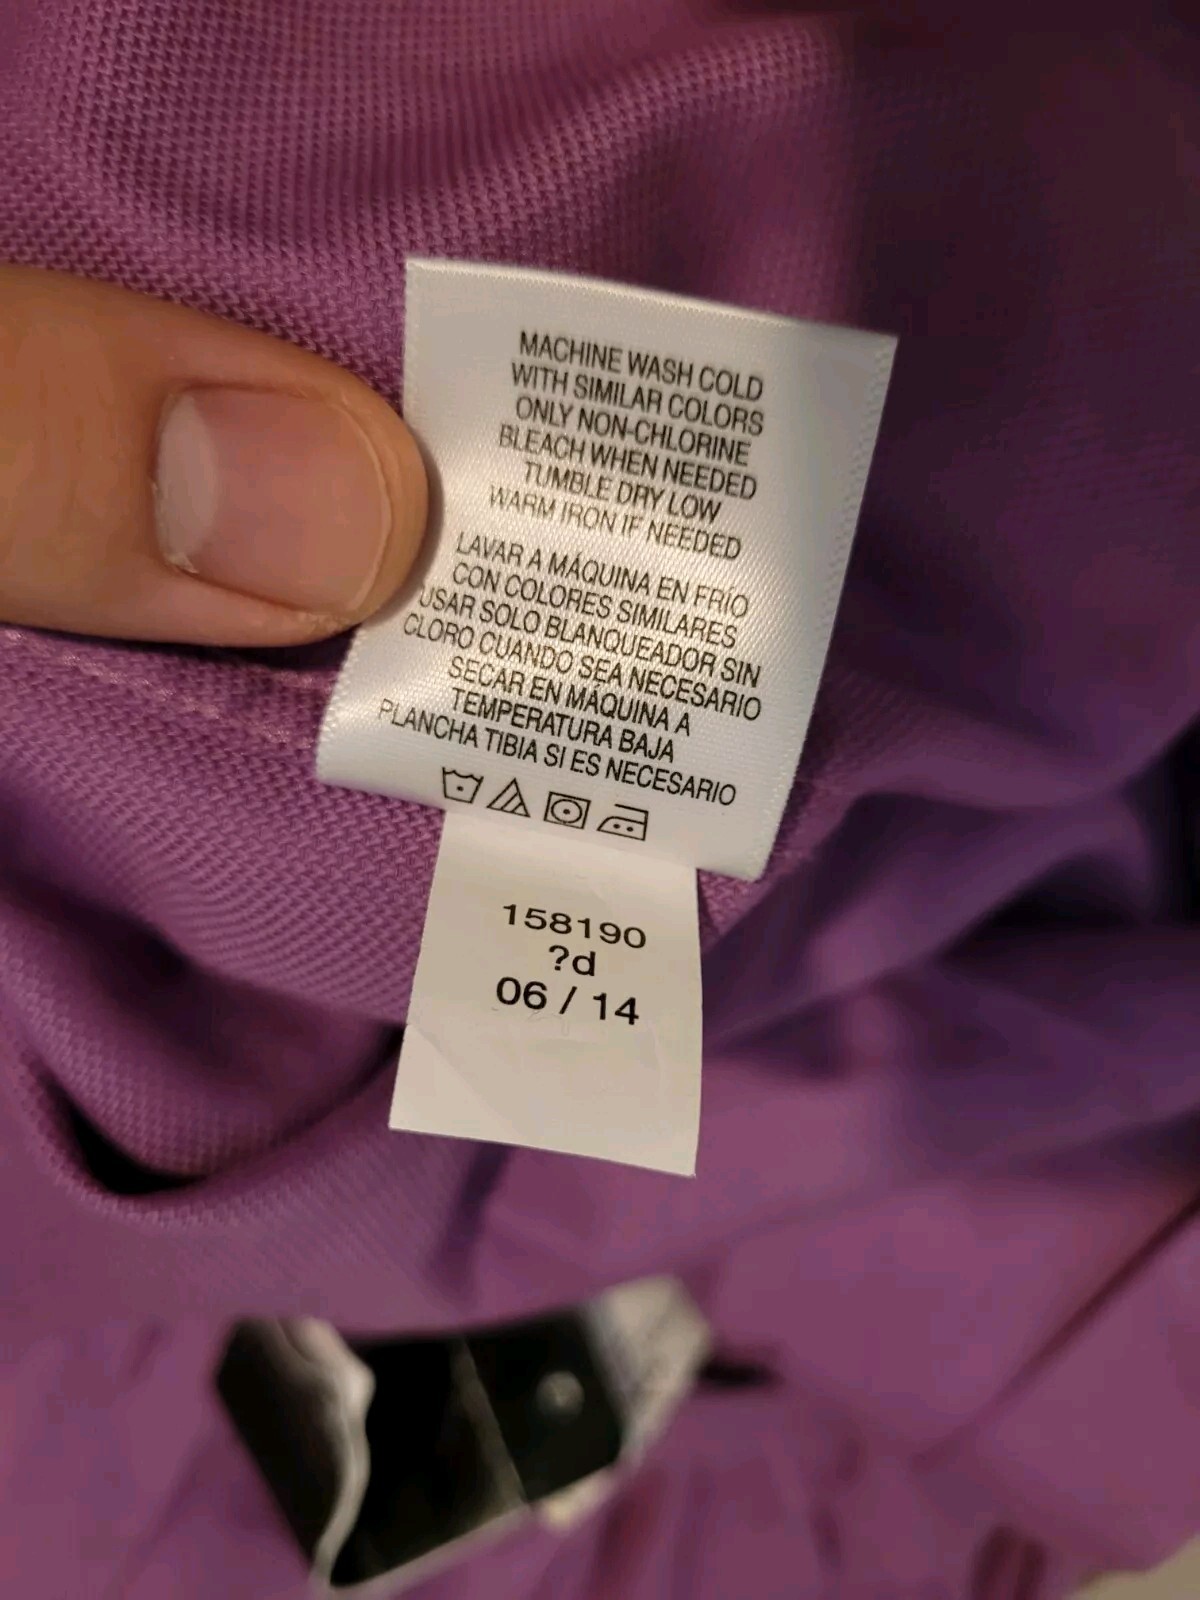 MACHINE WASH COLD
WITH SIMILAR COLORS
ONLY NON-CHLORINE
BLEACH WHEN NEEDED
TUMBLE DRY LOW
WARM IRON IF NEEDED
LAVAR A MÁQUINA EN FRÍO
CON COLORES SIMILARES
USAR SOLO BLANQUEADOR SIN
CLORO CUANDO SEA NECESARIO
SECAR EN MÁQUINA A
TEMPERATURA BAJA
PLANCHA TIBIA SI ES NECESARIO
158190
?d
06 / 14